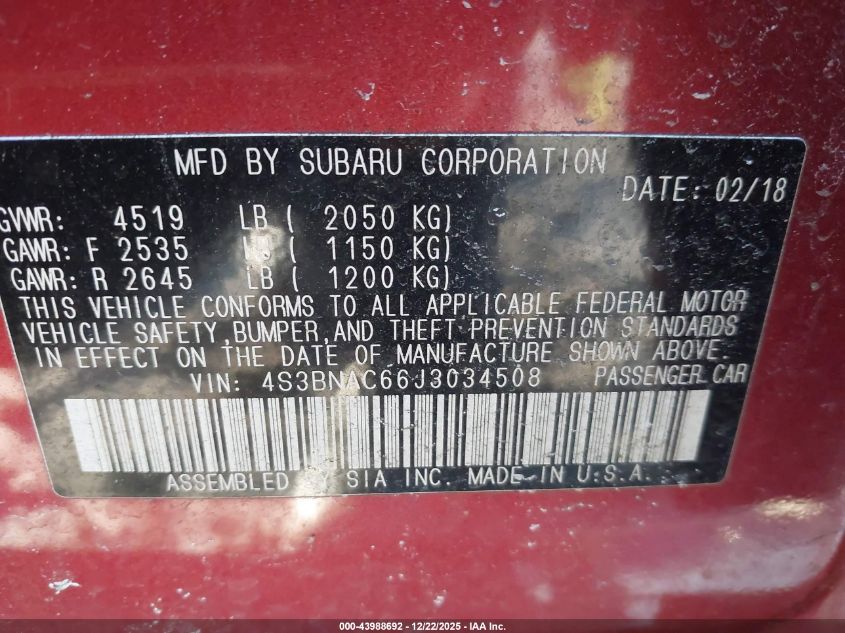 MFD BY SUBARU CORPORATION
DATE: 02/18
GVWR: 4519 LB ( 2050 KG)
GAWR: F 2535 ( 1150 KG)
GAWR: R 2645 LB ( 1200 KG)
THIS VEHICLE CONFORMS TO ALL APPLICABLE FEDERAL MOTOR
VEHICLE SAFETY,BUMPER,AND THEFT PREVENTION STANDARDS
IN EFFECT ON THE DATE OF MANUFACTURE SHOWN ABOVE.
VIN: 4S3BNAC66J3034508 PASSENGER CAR
ASSEMBLED BY SIA INC. MADE IN U.S.A.
000-43988692 - 12/22/2025 - IAA Inc.